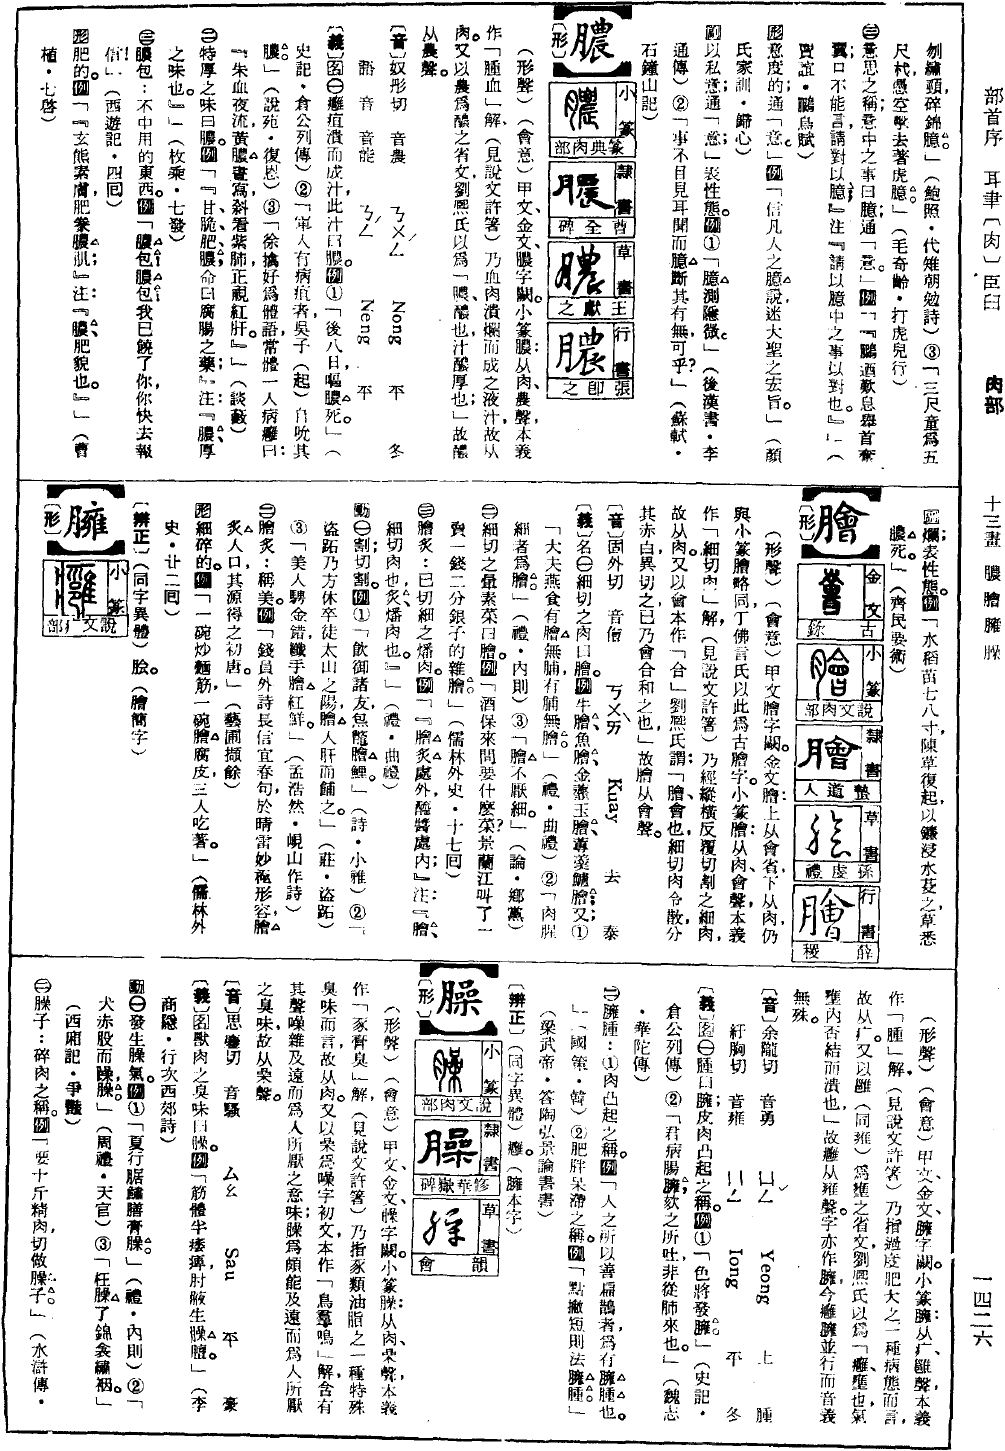 部首序　耳聿〔肉〕臣臼　肉部　十三畫　膿膾臃臊　一四二六
刎繡頸碎錦臆。」（鮑照・代雉朝勉詩）③「三尺童爲五
尺杙憑空擊去著虎臆。」（毛奇齡・打虎兒行）
㊂意思之稱；意中之事曰臆；通「意。」例「『鵩迺歎息舉首奮
翼；口不能言請對以臆』注『請以臆中之事以對也。』」（
賈誼・鵩鳥賦）
形意度的；通「意。」例「信凡人之臆說，迷大聖之宏旨。」（顏
氏家訓・歸心）
副以私意；通「意；」表性態。例①「臆測隱微。」（後漢書・李
通傳）②「事不目見耳聞而臆斷其有無，可乎？」（蘇軾・
石鐘山記）
膿
〔形〕
小篆　篆典肉部
隸書　曹全碑
草書　王獻之
行書　張即之
（形聲）（會意）甲文、金文、膿字闕。小篆膿：从肉，農聲，本義
作「腫血」解，（見說文許箸）乃血肉潰爛而成之液汁，故从
肉。又以農爲醲之省文，劉熙氏以爲「膿，醲也，汁醲厚也」故膿
从農聲。
〔音〕奴彤切　音農　ㄋㄨㄥˊ　Nong　平　冬
語音　音能　ㄋㄥˊ　Neng　平
〔義〕名㊀癰疽潰而成汁，此汁曰膿。例①「後八日，嘔膿死。」（
史記・倉公列傳）②「軍人有病疽者，吳子（起）自吮其
膿。」（說苑・復恩）③「徐擒好爲體語，常體一人病癰曰：
『朱血夜流，黃膿晝寫，斜看紫肺，正視紅肝。』」（談藪）
㊁特厚之味曰膿。例「『甘脆肥膿，命曰腐腸之藥；』注：『膿，厚
之味也。』」（枚乘・七發）
㊂膿包：不中用的東西。例「膿包，膿包，我已饒了你，你快去報
信！」（西遊記・四回）
形肥的。例「『玄熊素膚，肥豢膿肌。』注：『膿，肥貌也。』」（曹
植・七啓）
副爛；表性態。例「水稻苗七八寸，陳草復起，以鐮浸水芟之，草悉
膿死。」（齊民要術）
膾
〔形〕
金文　古鉨
小篆　說文肉部
隸書　蟄道人
草書　孫虔禮
行書　薛稷
（形聲）（會意）甲文膾字闕。金文膾：上从會省，下从肉，仍
與小篆膾略同，丁佛言氏以此爲古膾字。小篆膾：从肉，會聲，本義
作「細切肉」解，（見說文許箸）乃經縱橫反覆切割之細肉，
故从肉。又以會本作「合」劉熙氏謂：「膾，會也，細切肉令散，分
其赤白異切之，已乃會合和之也」故膾从會聲。
〔音〕固外切　音儈　ㄎㄨㄞˋ　Kuay　去　泰
〔義〕名㊀細切之肉曰膾。例牛膾，魚膾，金虀玉膾，蓴羮鱸膾；又①
「大夫燕食，有膾無脯，有脯無膾。」（禮・曲禮）②「肉腥
細者爲膾。」（禮・內則）③「膾不厭細。」（論・鄉黨）
㊁細切之葷素菜曰膾。例「酒保來問要什麽菜？景蘭江叫了一
賣一錢二分銀子的雜膾。」（儒林外史・十七回）
㊂膾炙：已切細之燔肉。例「『膾炙處外，醯醬處內；』注：『膾，
細切肉也；炙，燔肉也。』」（禮・曲禮）
動㊀割；切割。例①「飲御諸友，炰鼈膾鯉。」（詩・小雅）②「
盜跖乃方休卒徒太山之陽，膾人肝而餔之。」（莊・盜跖）
③「美人騁金錯，纖手膾紅鮮。」（孟浩然・峴山作詩）
㊁膾炙：稱美。例「錢員外詩『長信宜春』句，於晴雷妙極形容，膾
炙人口，其源得之初唐。」（藝圃擷餘）
形細碎的。例「一碗炒麵筋，一碗膾腐皮，三人吃著。」（儒林外
史・廿二回）
〔辨正〕（同字異體）脍。（膾簡字）
臃
〔形〕
小篆　說文疒部
（形聲）（會意）甲文、金文、臃字闕。小篆臃：从疒，雝聲，本義
作「腫」解，（見說文許箸）乃指過度肥大之一種病態而言，
故从疒。又以雝（同雍）爲壅之省文，劉熙氏以爲「癰，壅也，氣
壅內否結而潰也，」故癰从雍聲。字亦作臃，今癰臃並行而音義
無殊。
〔音〕余隴切　音勇　ㄩㄥˇ　Yeong　上　腫
紆胸切　音雍　ㄩㄥ　Iong　平　冬
〔義〕名㊀腫曰臃；皮肉凸起之稱。例①「色將發臃。」（史記・
倉公列傳）②「君病腸臃，欬之所吐，非從肺來也。」（魏志
・華陀傳）
㊁臃腫：①肉凸起之稱。例「人之所以善扁鵲者，爲有臃腫也。
」（國策・韓）②肥胖呆滯之稱。例「點撇短則法臃腫。」
（梁武帝・答陶弘景論書書）
〔辨正〕（同字異體）癰。（臃本字）
臊
〔形〕
小篆　說文肉部
隸書　修華嶽碑
草書　韻會
（形聲）（會意）甲文、金文、臊字闕。小篆臊：从肉，喿聲，本義
作「豕膏臭」解，（見說文許箸）乃指豕類油脂之一種特殊
臭味而言，故从肉。又以喿爲噪字初文，本作「鳥羣鳴」解，含有
其聲噪雜及遠而爲人所厭之意味；臊爲頗能及遠而爲人所厭
之臭味，故从喿聲。
〔音〕思壅切　音騷　ㄙㄠ　Sau　平　豪
〔義〕名獸肉之臭味曰臊。例「筋體半痿痺，肘腋生臊膻。」（李
商隱・行次西郊詩）
動㊀發生臊氣。例①「夏行腒鱐膳膏臊。」（禮・內則）②「
犬赤股而躁臊。」（周禮・天官）③「枉臊了錦衾繡裀。」
（西廂記・爭豔）
㊁臊子：碎肉之稱。例「要十斤精肉，切做臊子。」（水滸傳・